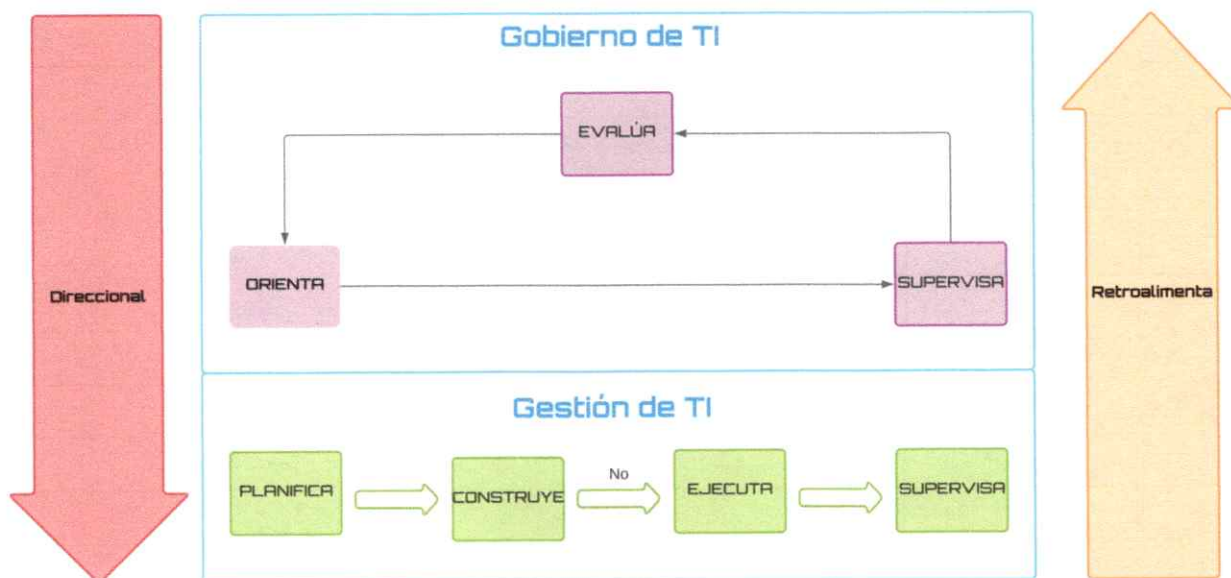 Gobierno de TI
EVALÚA
ORIENTA
SUPERVISA
Direccional
Retroalimenta
Gestión de TI
PLANIFICA
CONSTRUYE
No
EJECUTA
SUPERVISA